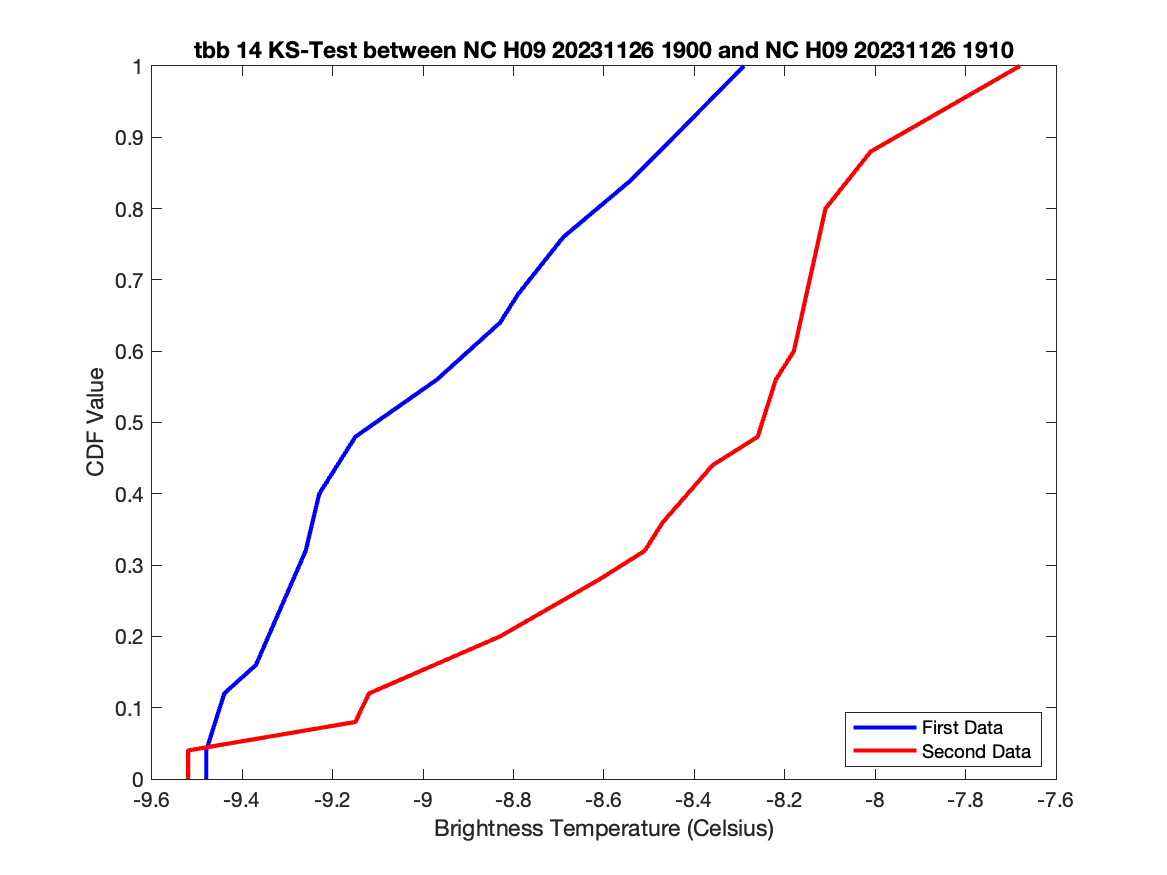 tbb 14 KS-Test between NC H09 20231126 1900 and NC H09 20231126 1910
1
0.9
0.8
0.7
0.6
0.5
0.4
0.3
0.2
0.1
0
CDF Value
First Data
Second Data
-9.6 -9.4 -9.2 -9 -8.8 -8.6 -8.4 -8.2 -8 -7.8 -7.6
Brightness Temperature (Celsius)